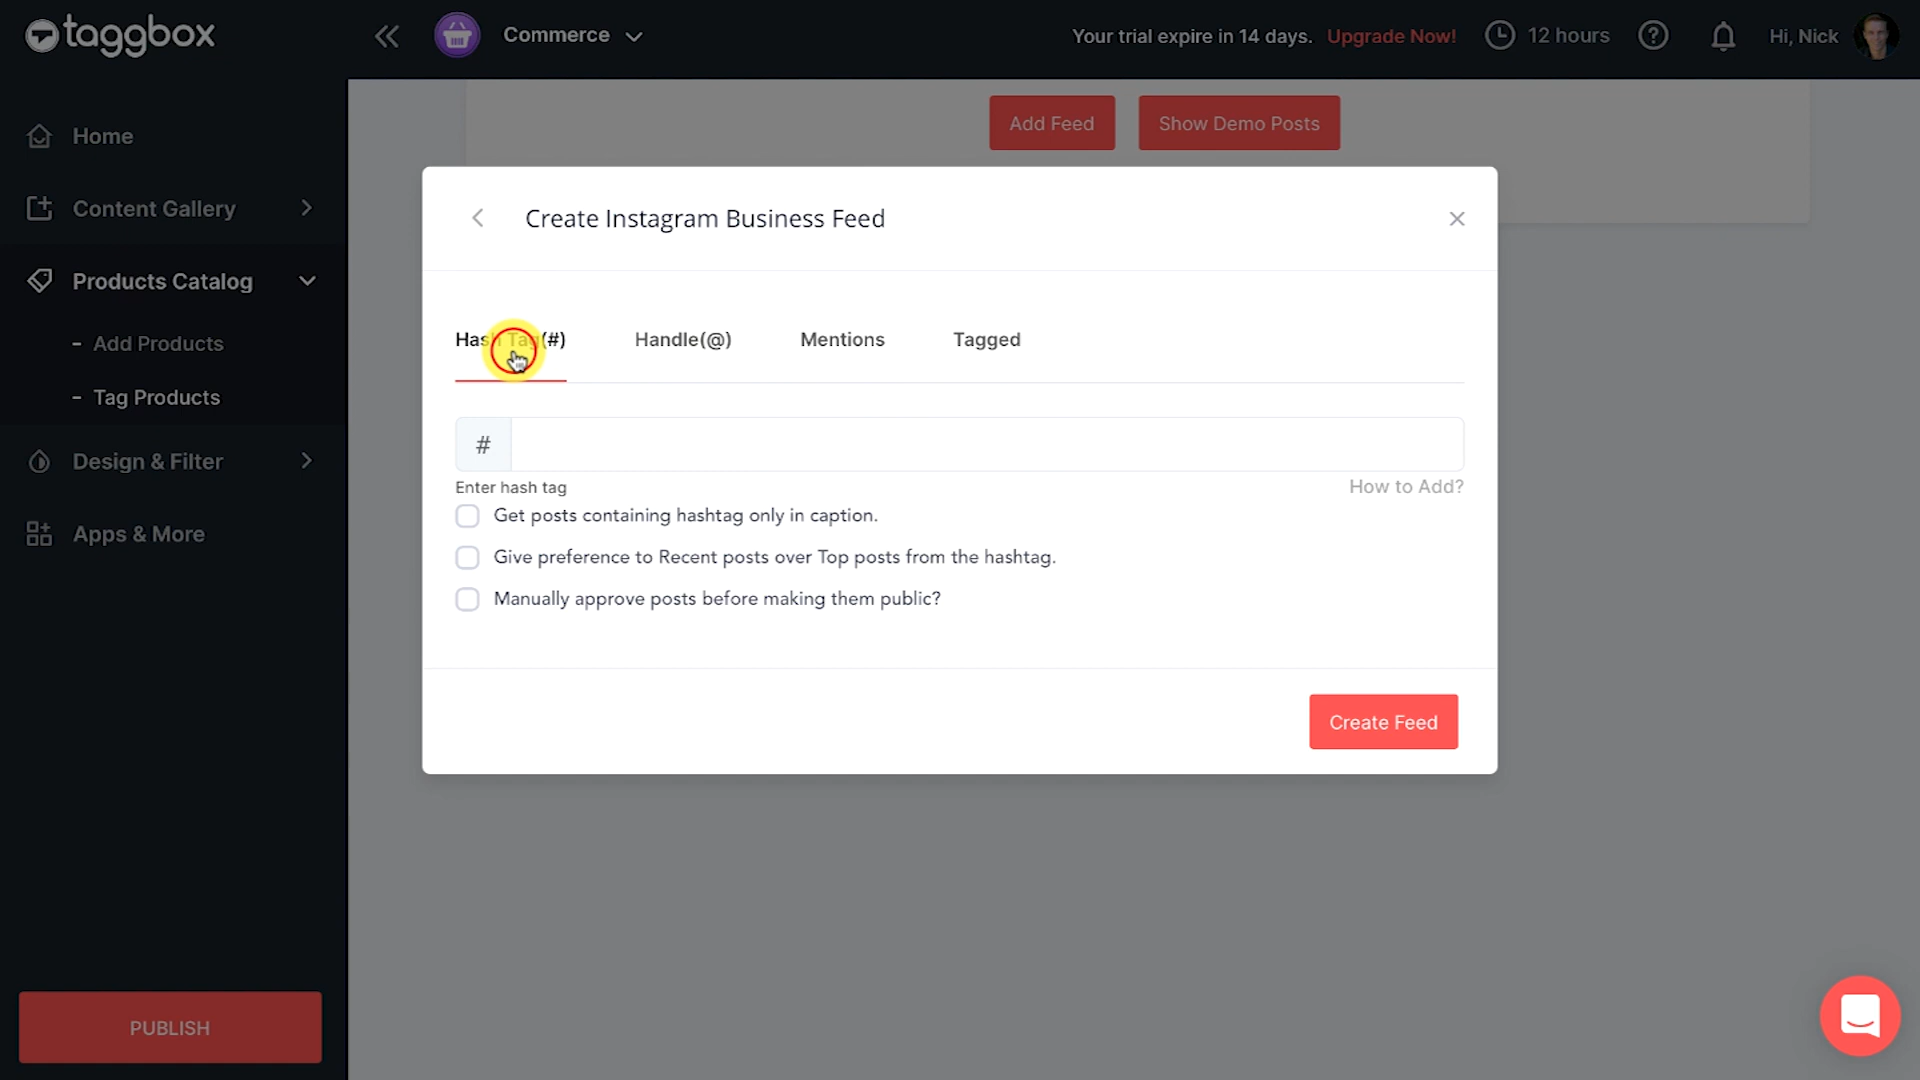 taggbox
Commerce
Your trial expire in 14 days. Upgrade Now!
12 hours
Hi, Nick
Home
Content Gallery
Products Catalog
- Add Products
- Tag Products
Design & Filter
Apps & More
PUBLISH
Add Feed
Show Demo Posts
Create Instagram Business Feed
Hash Tag(#)
Handle(@)
Mentions
Tagged
#
Enter hash tag
How to Add?
Get posts containing hashtag only in caption.
Give preference to Recent posts over Top posts from the hashtag.
Manually approve posts before making them public?
Create Feed